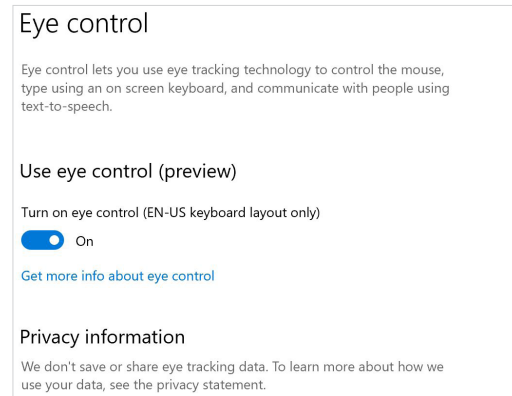 Eye control
Eye control lets you use eye tracking technology to control the mouse,
type using an on screen keyboard, and communicate with people using
text-to-speech.
Use eye control (preview)
Turn on eye control (EN-US keyboard layout only)
On
Get more info about eye control
Privacy information
We don't save or share eye tracking data. To learn more about how we
use your data, see the privacy statement.